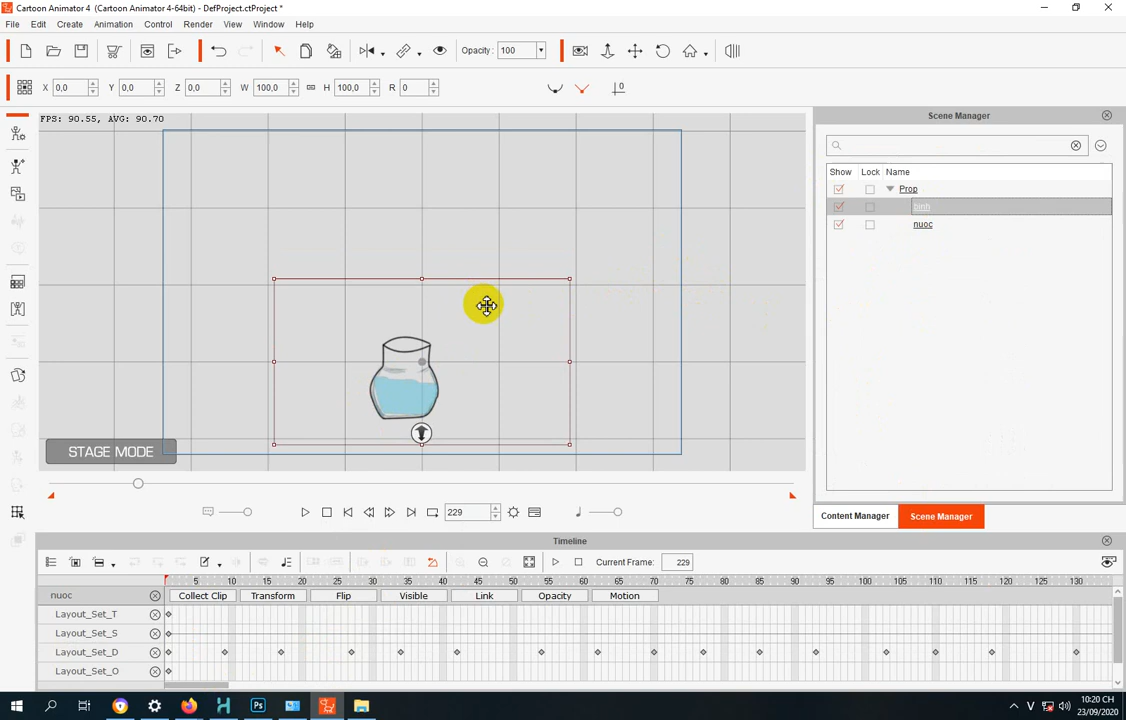 Cartoon Animator 4 (Cartoon Animator 4-64bit) - DefProject.ctProject *
File Edit Create Animation Control Render View Window Help
Opacity : 100
X 0,0 Y 0,0 Z 0,0 W 100,0 H 100,0 R 0
FPS: 90.55, AVG: 90.70
STAGE MODE
Scene Manager
Show Lock Name
Prop
binh
nuoc
Content Manager Scene Manager
229
Timeline
Current Frame: 229
5 10 15 20 25 30 35 40 45 50 55 60 65 70 75 80 85 90 95 100 105 110 115 120 125 130
nuoc Collect Clip Transform Flip Visible Link Opacity Motion
Layout_Set_T
Layout_Set_S
Layout_Set_D
Layout_Set_O
V 10:20 CH
23/09/2020